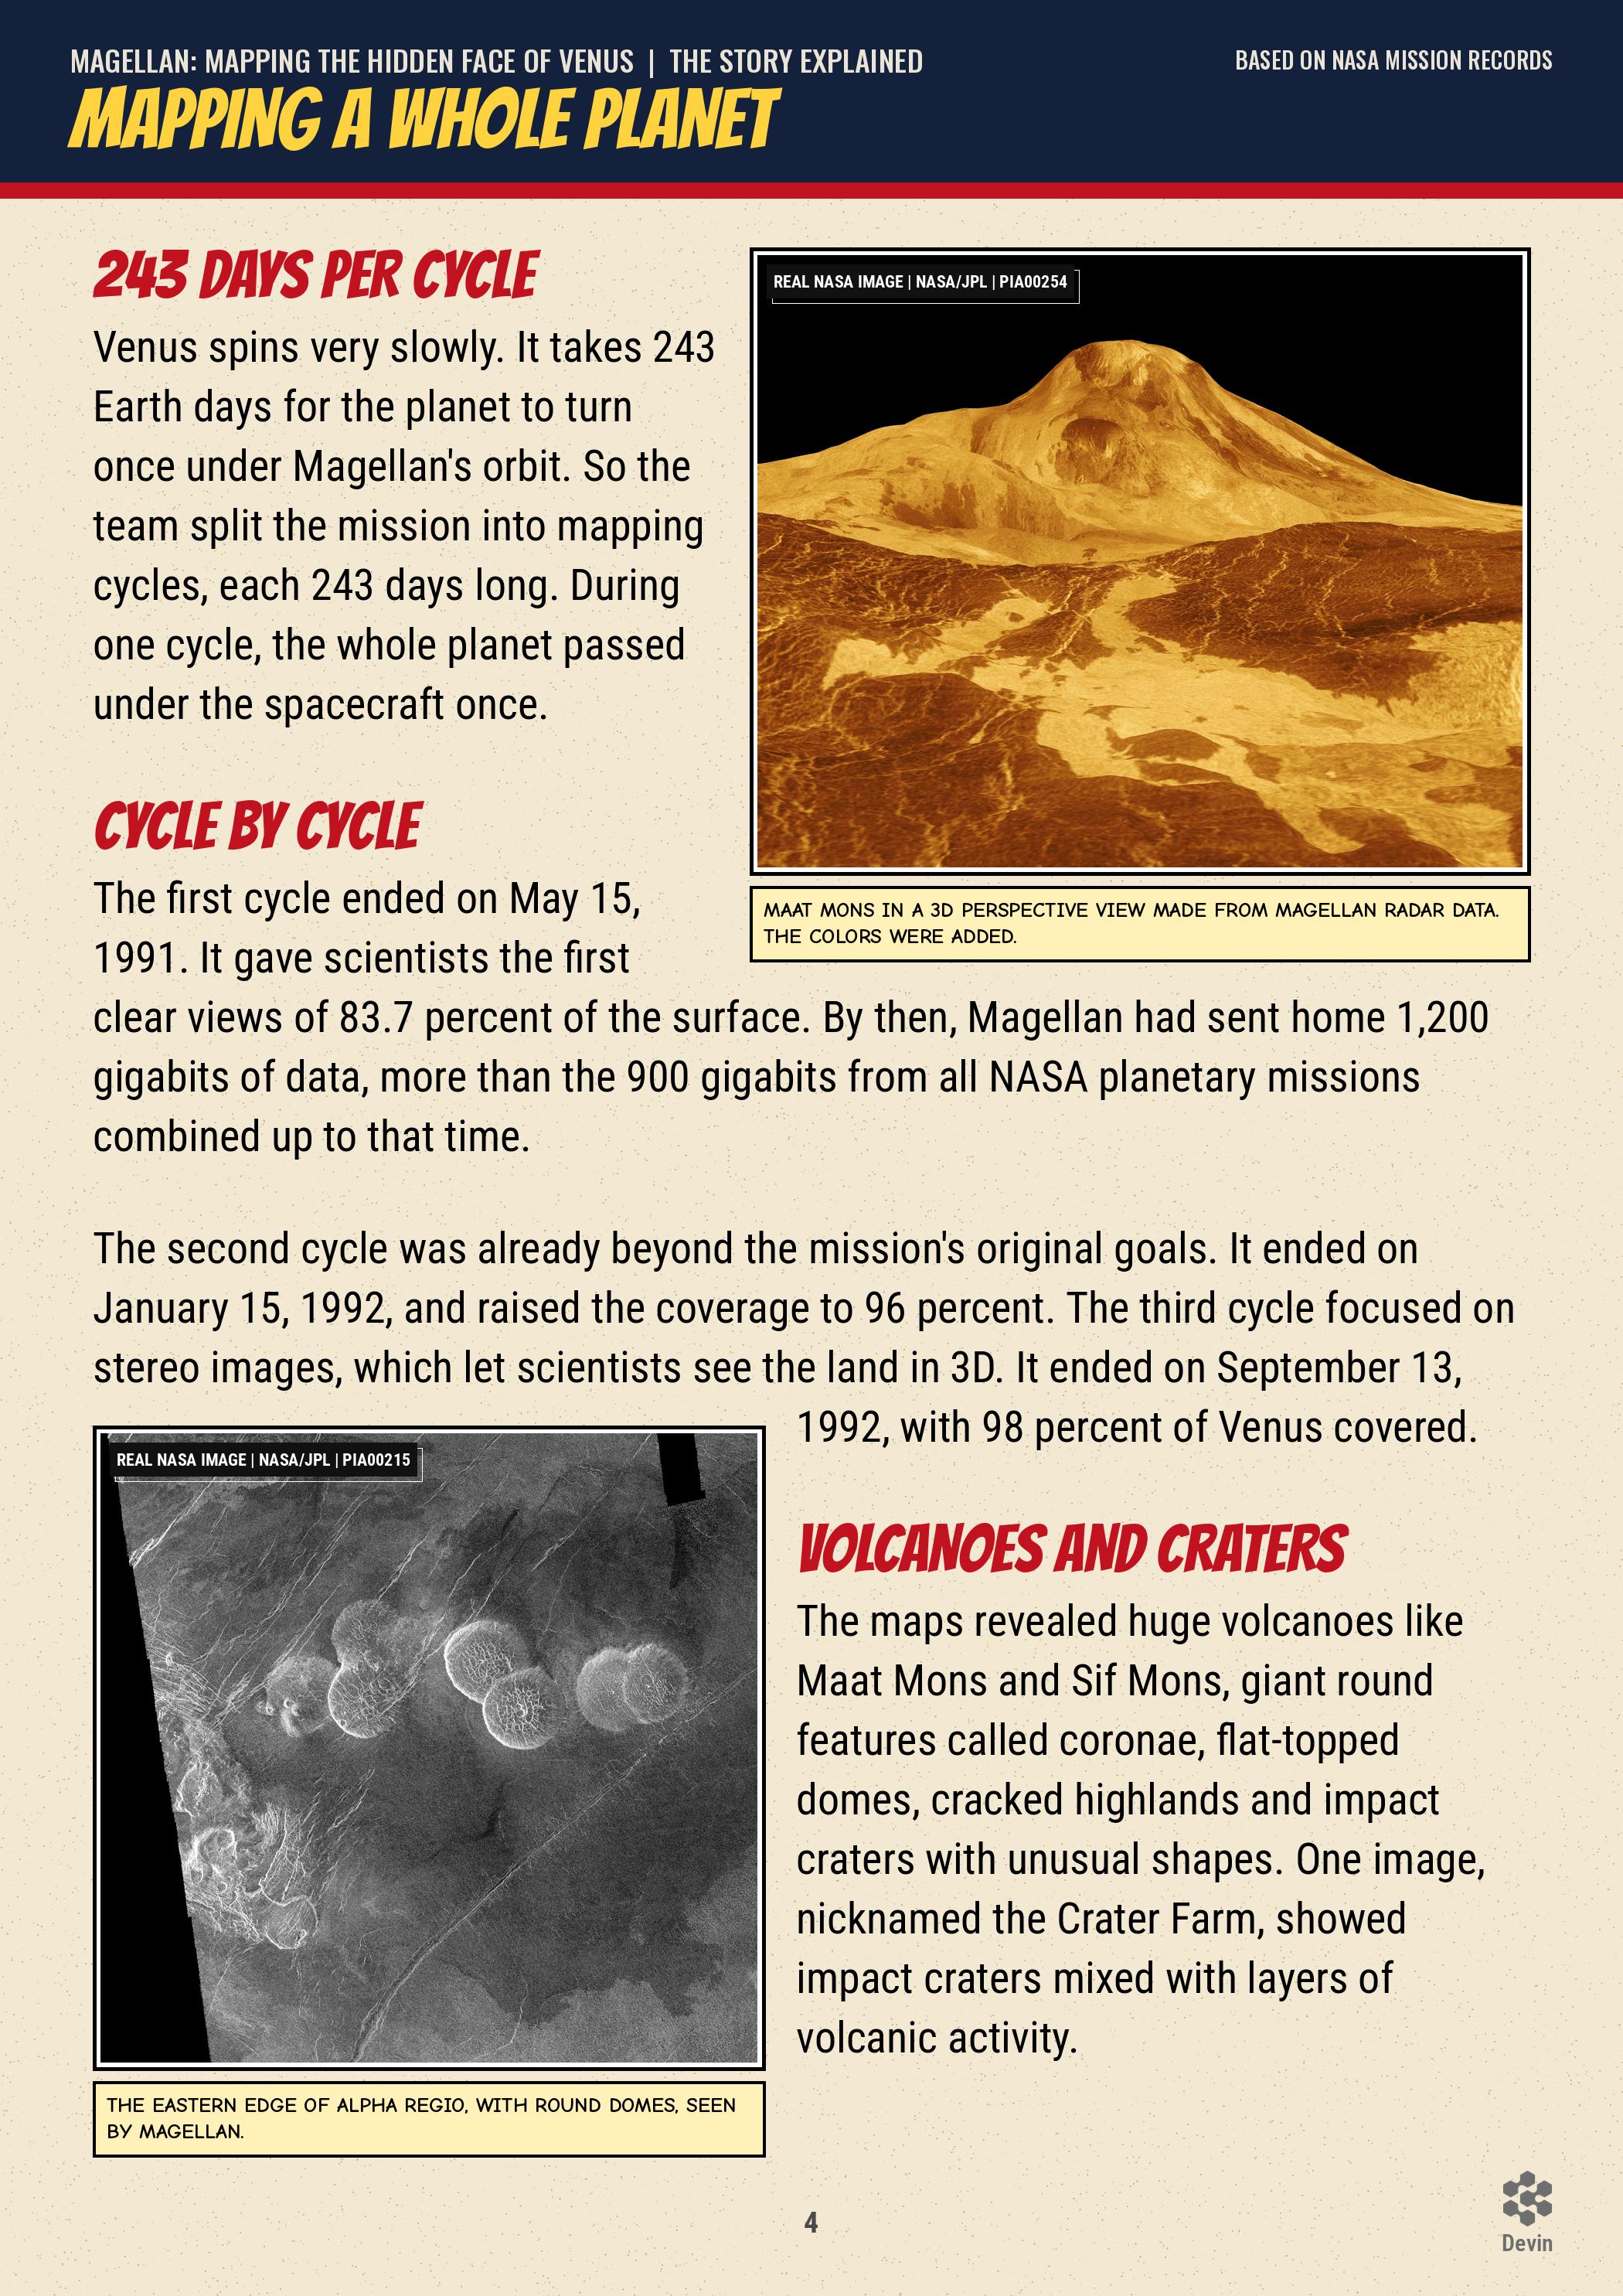 MAGELLAN: MAPPING THE HIDDEN FACE OF VENUS | THE STORY EXPLAINED
BASED ON NASA MISSION RECORDS
MAPPING A WHOLE PLANET
243 DAYS PER CYCLE
Venus spins very slowly. It takes 243
Earth days for the planet to turn
once under Magellan's orbit. So the
team split the mission into mapping
cycles, each 243 days long. During
one cycle, the whole planet passed
under the spacecraft once.
REAL NASA IMAGE | NASA/JPL | PIA00254
MAAT MONS IN A 3D PERSPECTIVE VIEW MADE FROM MAGELLAN RADAR DATA.
THE COLORS WERE ADDED.
CYCLE BY CYCLE
The first cycle ended on May 15,
1991. It gave scientists the first
clear views of 83.7 percent of the surface. By then, Magellan had sent home 1,200
gigabits of data, more than the 900 gigabits from all NASA planetary missions
combined up to that time.
The second cycle was already beyond the mission's original goals. It ended on
January 15, 1992, and raised the coverage to 96 percent. The third cycle focused on
stereo images, which let scientists see the land in 3D. It ended on September 13,
1992, with 98 percent of Venus covered.
REAL NASA IMAGE | NASA/JPL | PIA00215
THE EASTERN EDGE OF ALPHA REGIO, WITH ROUND DOMES, SEEN
BY MAGELLAN.
VOLCANOES AND CRATERS
The maps revealed huge volcanoes like
Maat Mons and Sif Mons, giant round
features called coronae, flat-topped
domes, cracked highlands and impact
craters with unusual shapes. One image,
nicknamed the Crater Farm, showed
impact craters mixed with layers of
volcanic activity.
4
Devin